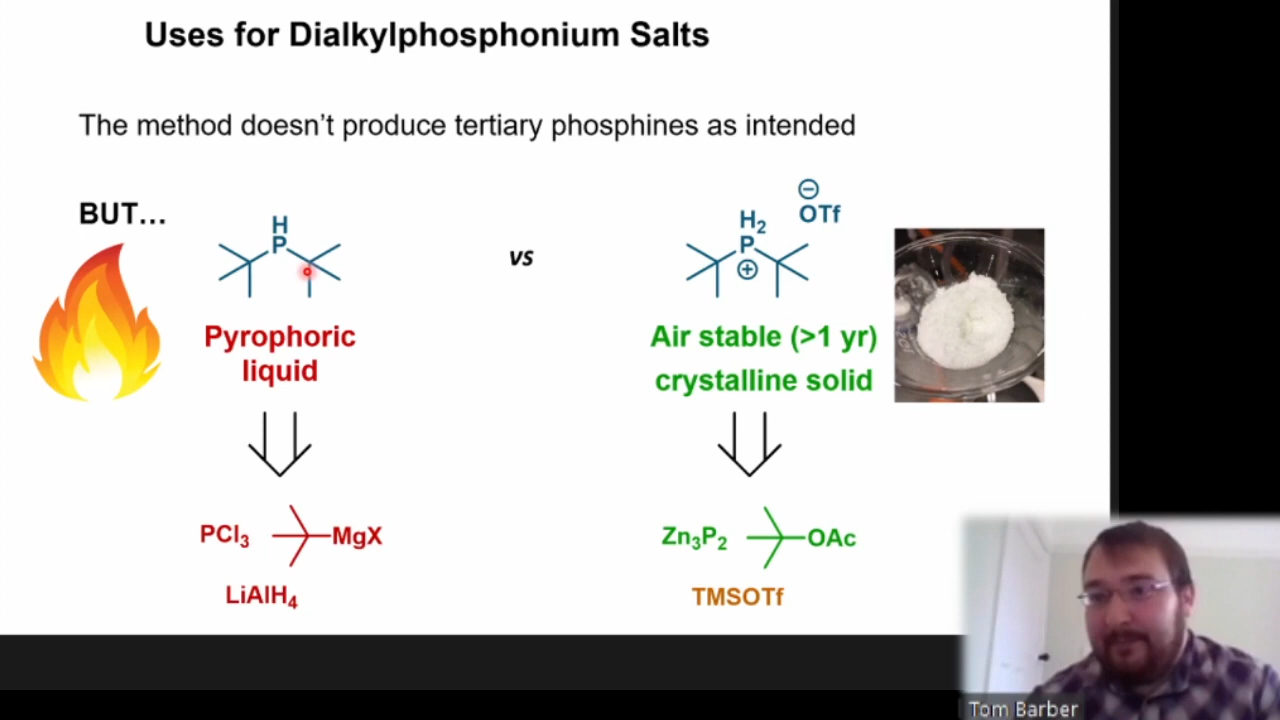 Uses for Dialkylphosphonium Salts
The method doesn't produce tertiary phosphines as intended
BUT…
H
P
vs
H₂
P
⊕
⊖
OTf
Pyrophoric
liquid
Air stable (>1 yr)
crystalline solid
PCl₃
MgX
LiAlH₄
Zn₃P₂
OAc
TMSOTf
Tom Barber